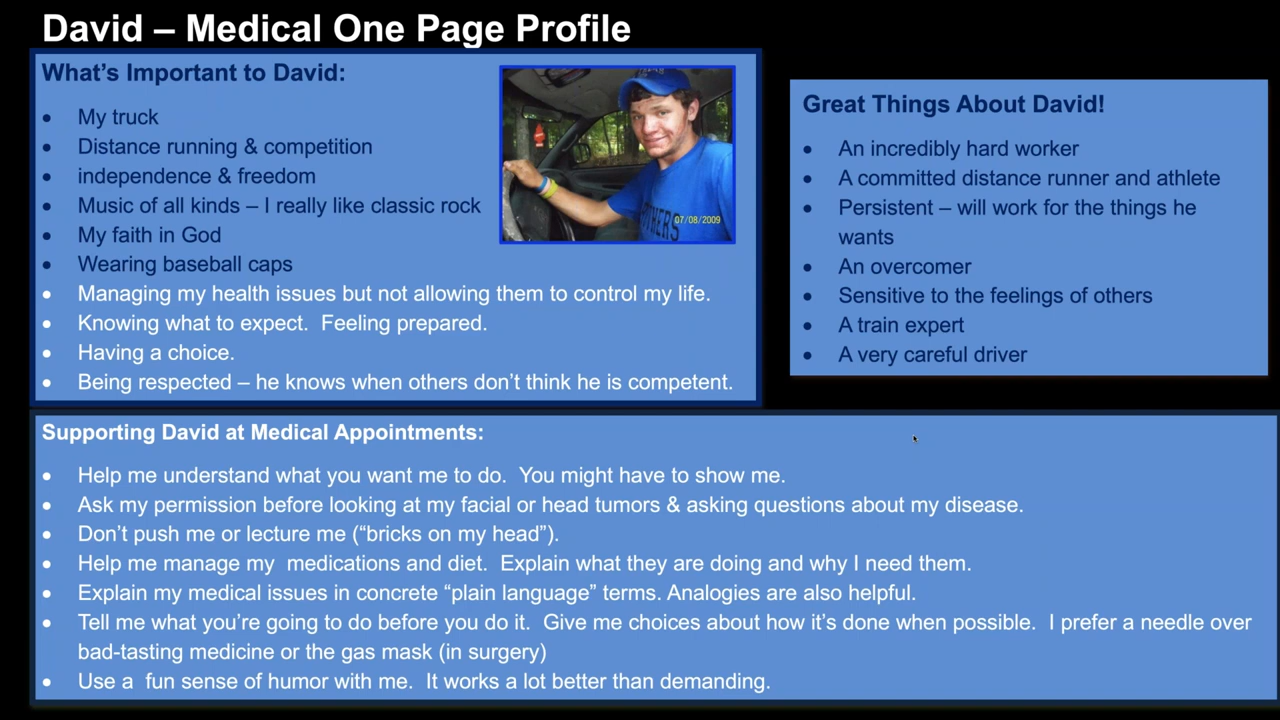 David – Medical One Page Profile
What's Important to David:
• My truck
• Distance running & competition
• independence & freedom
• Music of all kinds – I really like classic rock
• My faith in God
• Wearing baseball caps
• Managing my health issues but not allowing them to control my life.
• Knowing what to expect.  Feeling prepared.
• Having a choice.
• Being respected – he knows when others don't think he is competent.
07/08/2009
Great Things About David!
• An incredibly hard worker
• A committed distance runner and athlete
• Persistent – will work for the things he
wants
• An overcomer
• Sensitive to the feelings of others
• A train expert
• A very careful driver
Supporting David at Medical Appointments:
• Help me understand what you want me to do.  You might have to show me.
• Ask my permission before looking at my facial or head tumors & asking questions about my disease.
• Don't push me or lecture me (“bricks on my head”).
• Help me manage my  medications and diet.  Explain what they are doing and why I need them.
• Explain my medical issues in concrete “plain language” terms. Analogies are also helpful.
• Tell me what you're going to do before you do it.  Give me choices about how it's done when possible.  I prefer a needle over
bad-tasting medicine or the gas mask (in surgery)
• Use a  fun sense of humor with me.  It works a lot better than demanding.